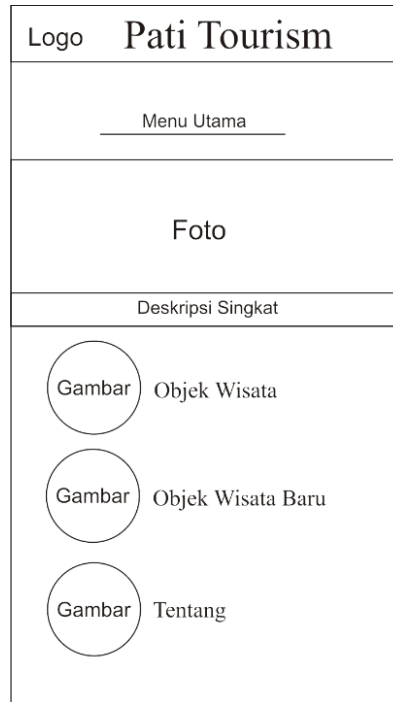 Logo Pati Tourism
Menu Utama
Foto
Deskripsi Singkat
Gambar Objek Wisata
Gambar Objek Wisata Baru
Gambar Tentang